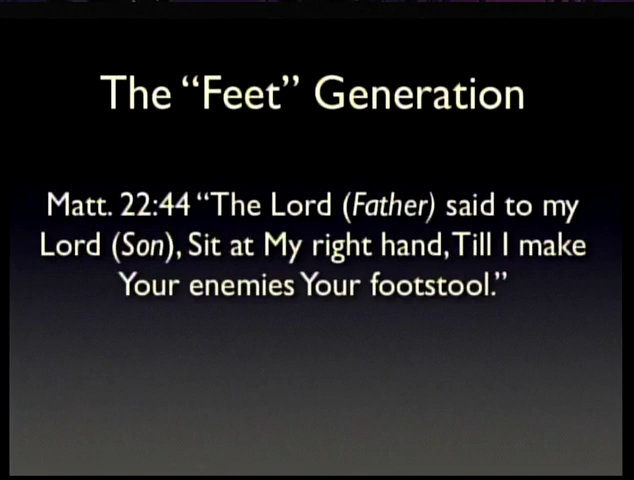 The “Feet” Generation
Matt. 22:44 “The Lord (Father) said to my
Lord (Son), Sit at My right hand, Till I make
Your enemies Your footstool.”